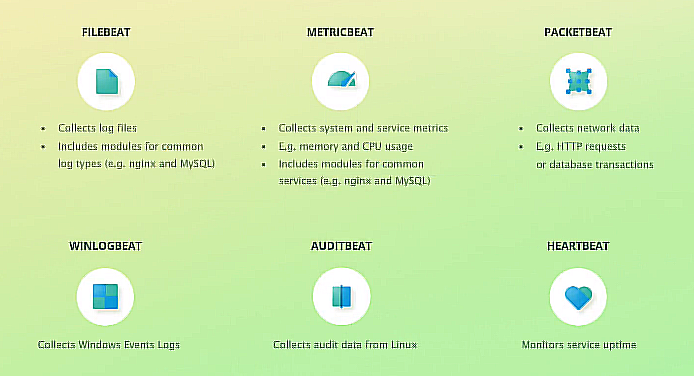 FILEBEAT
• Collects log files
• Includes modules for common
log types (e.g. nginx and MySQL)
METRICBEAT
• Collects system and service metrics
• E.g. memory and CPU usage
• Includes modules for common
services (e.g. nginx and MySQL)
PACKETBEAT
• Collects network data
• E.g. HTTP requests
or database transactions
WINLOGBEAT
Collects Windows Events Logs
AUDITBEAT
Collects audit data from Linux
HEARTBEAT
Monitors service uptime